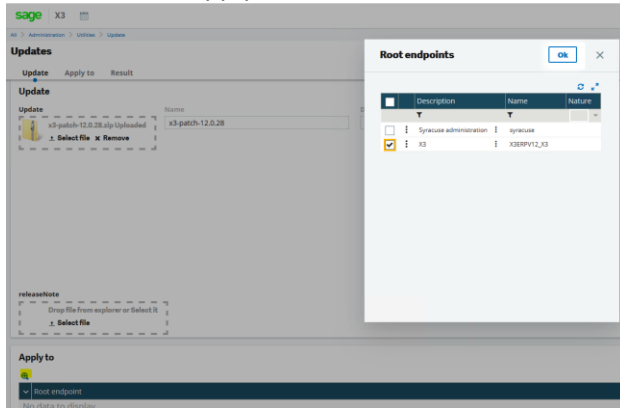 sage X3
All > Administration > Utilities > Update
Updates
Update Apply to Result
Update
Update
x3-patch-12.0.28.zip Uploaded
Select file x Remove
Name
x3-patch-12.0.28
releaseNote
Drop file from explorer or Select it
Select file
Apply to
Root endpoint
No data to display
Root endpoints
Ok
Description Name Nature
Syracuse administration syracuse
X3 X3ERPV12_X3